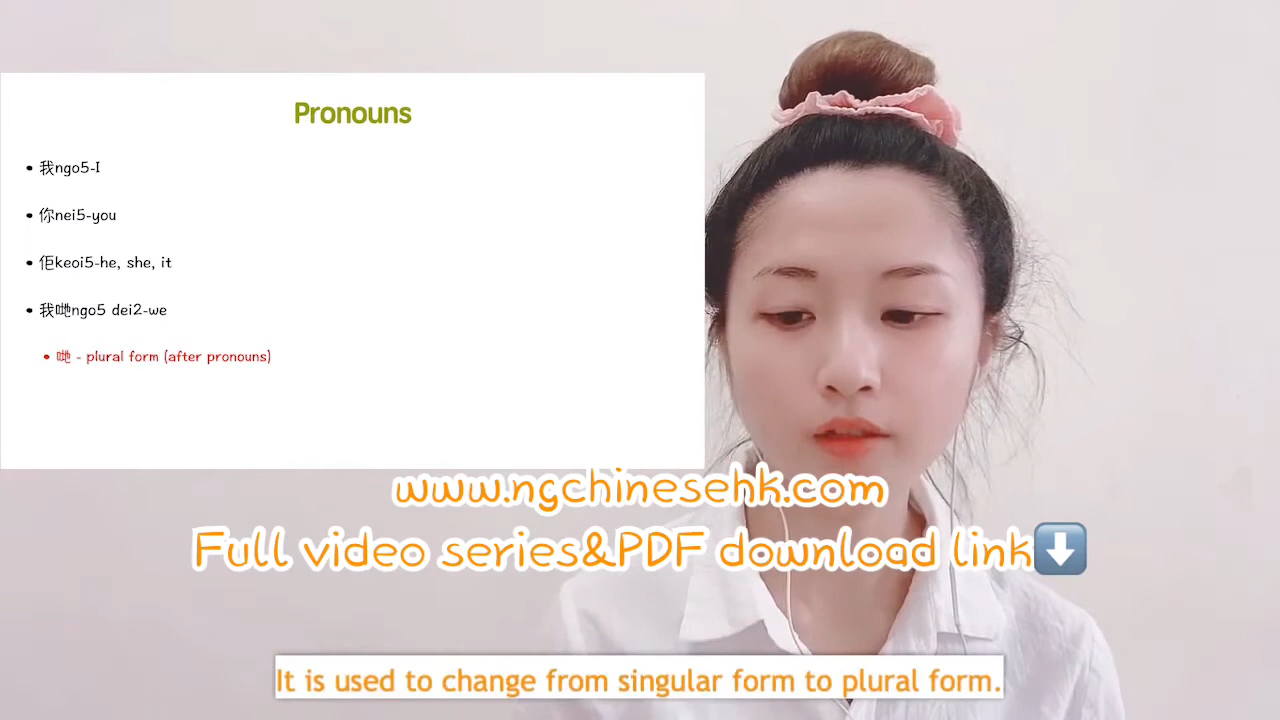 Pronouns
• 我ngo5-I
• 你nei5-you
• 佢keoi5-he, she, it
• 我哋ngo5 dei2-we
• 哋 - plural form (after pronouns)
www.ngchinesehk.com
Full video series&PDF download link⬇️
It is used to change from singular form to plural form.